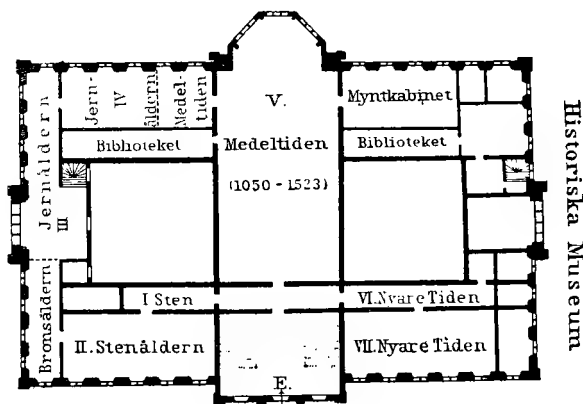 Jern-
IV
åldern
Medel-
tiden
V.
Medeltiden
(1050-1523)
Myntkabinet
Biblioteket
Biblioteket
Jernåldern
III
Bronsåldern
I Sten
II. Stenåldern
VI. Nyare Tiden
VII. Nyare Tiden
E.
Historiska Museum